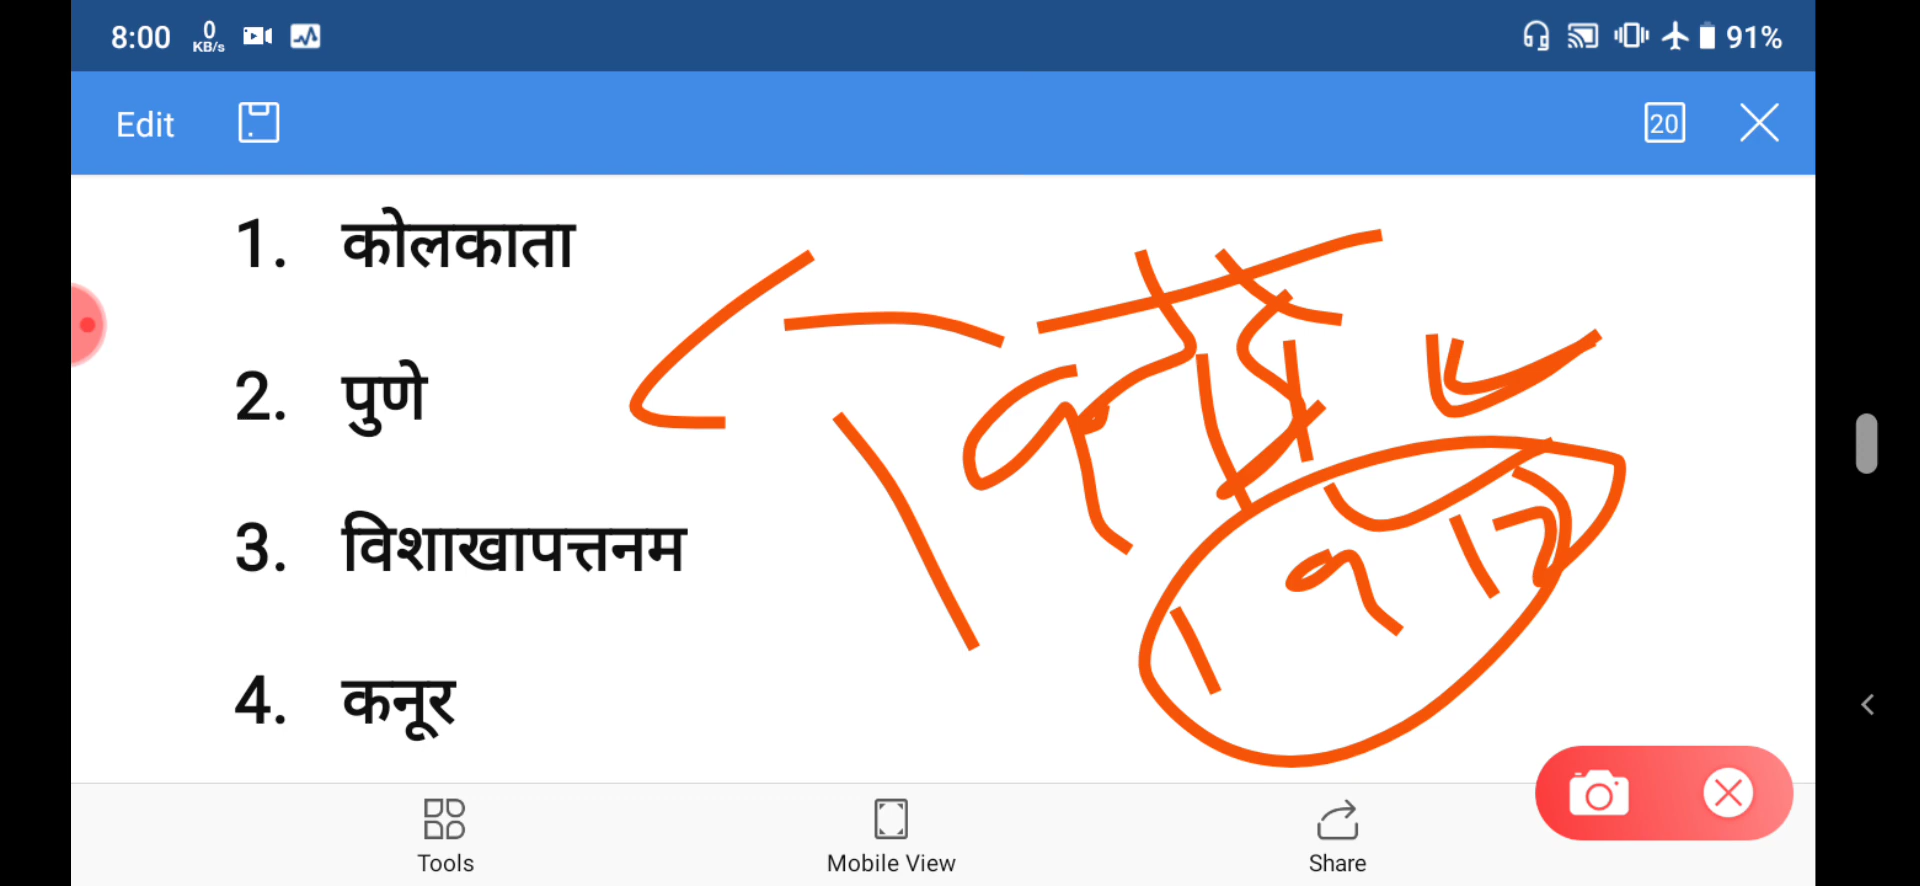 8:00 0 KB/s 91%
Edit 20
1. कोलकाता
2. पुणे
3. विशाखापत्तनम
4. कनूर
Tools Mobile View Share